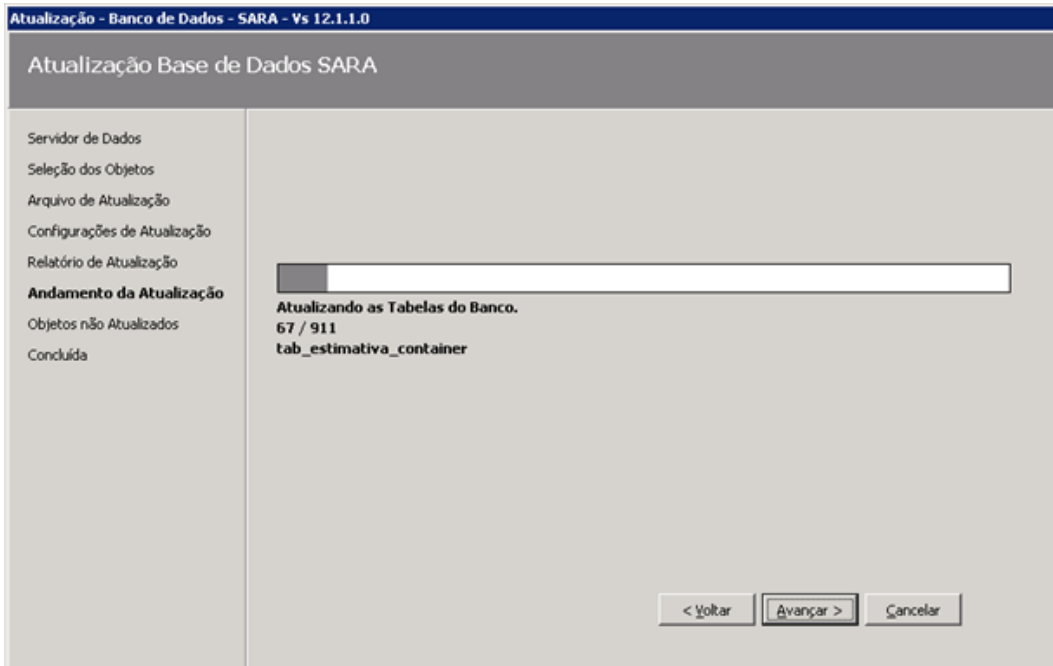 Atualização - Banco de Dados - SARA - Vs 12.1.1.0
Atualização Base de Dados SARA
Servidor de Dados
Seleção dos Objetos
Arquivo de Atualização
Configurações de Atualização
Relatório de Atualização
Andamento da Atualização
Objetos não Atualizados
Concluída
Atualizando as Tabelas do Banco.
67 / 911
tab_estimativa_container
< Voltar Avançar > Cancelar